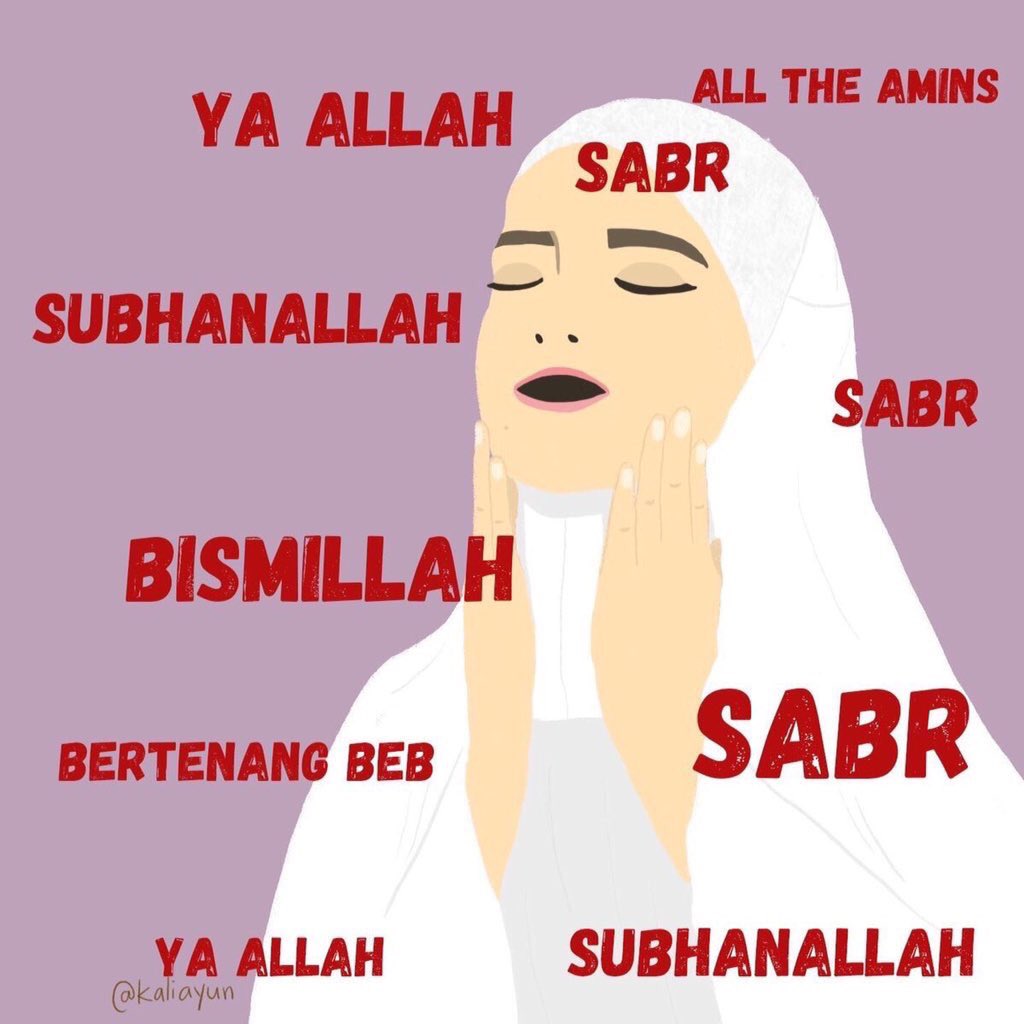 ALL THE AMINS
YA ALLAH
SABR
SUBHANALLAH
SABR
BISMILLAH
SABR
BERTENANG BEB
YA ALLAH
SUBHANALLAH
@kaliayun